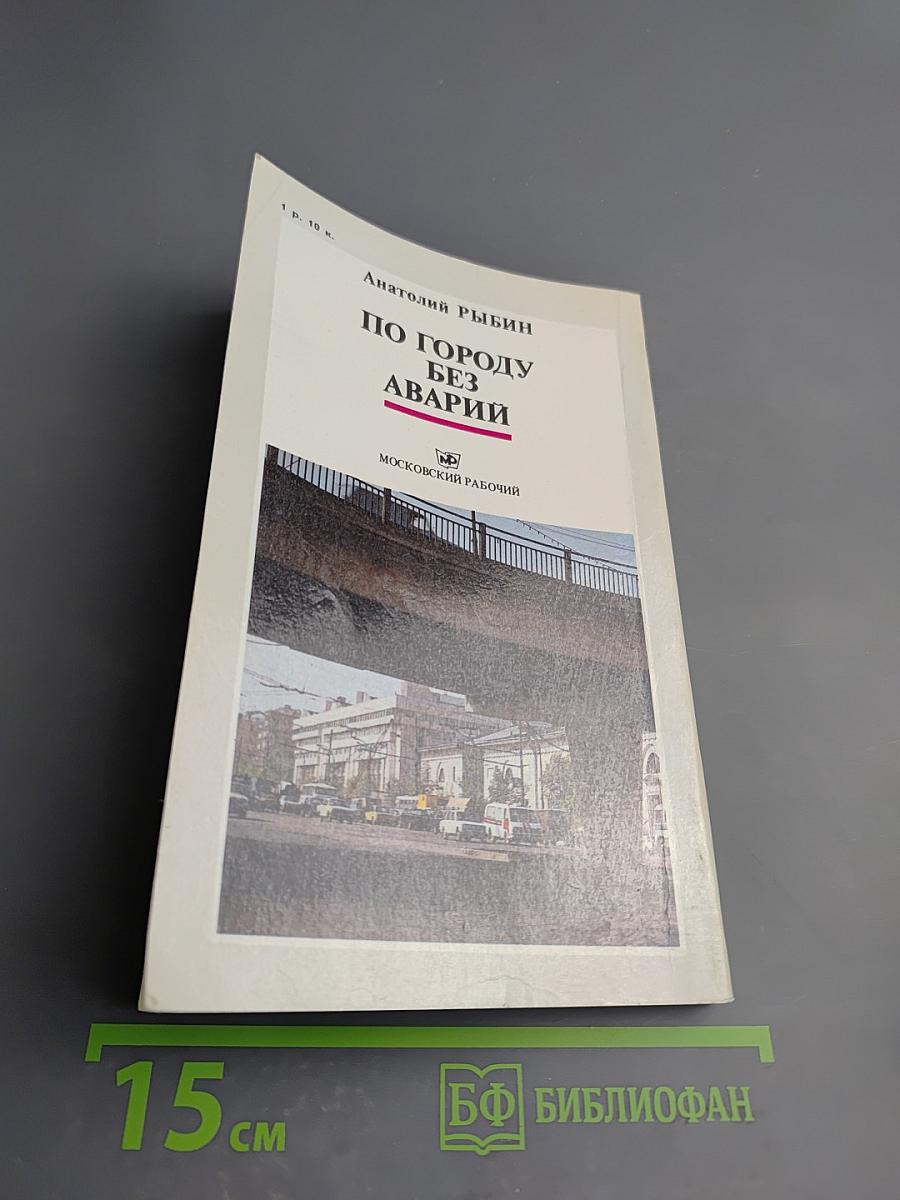 1 р. 10 к.
Анатолий РЫБИН
ПО ГОРОДУ
БЕЗ
АВАРИЙ
МР
МОСКОВСКИЙ РАБОЧИЙ
15 см
БФ БИБЛИОФАН